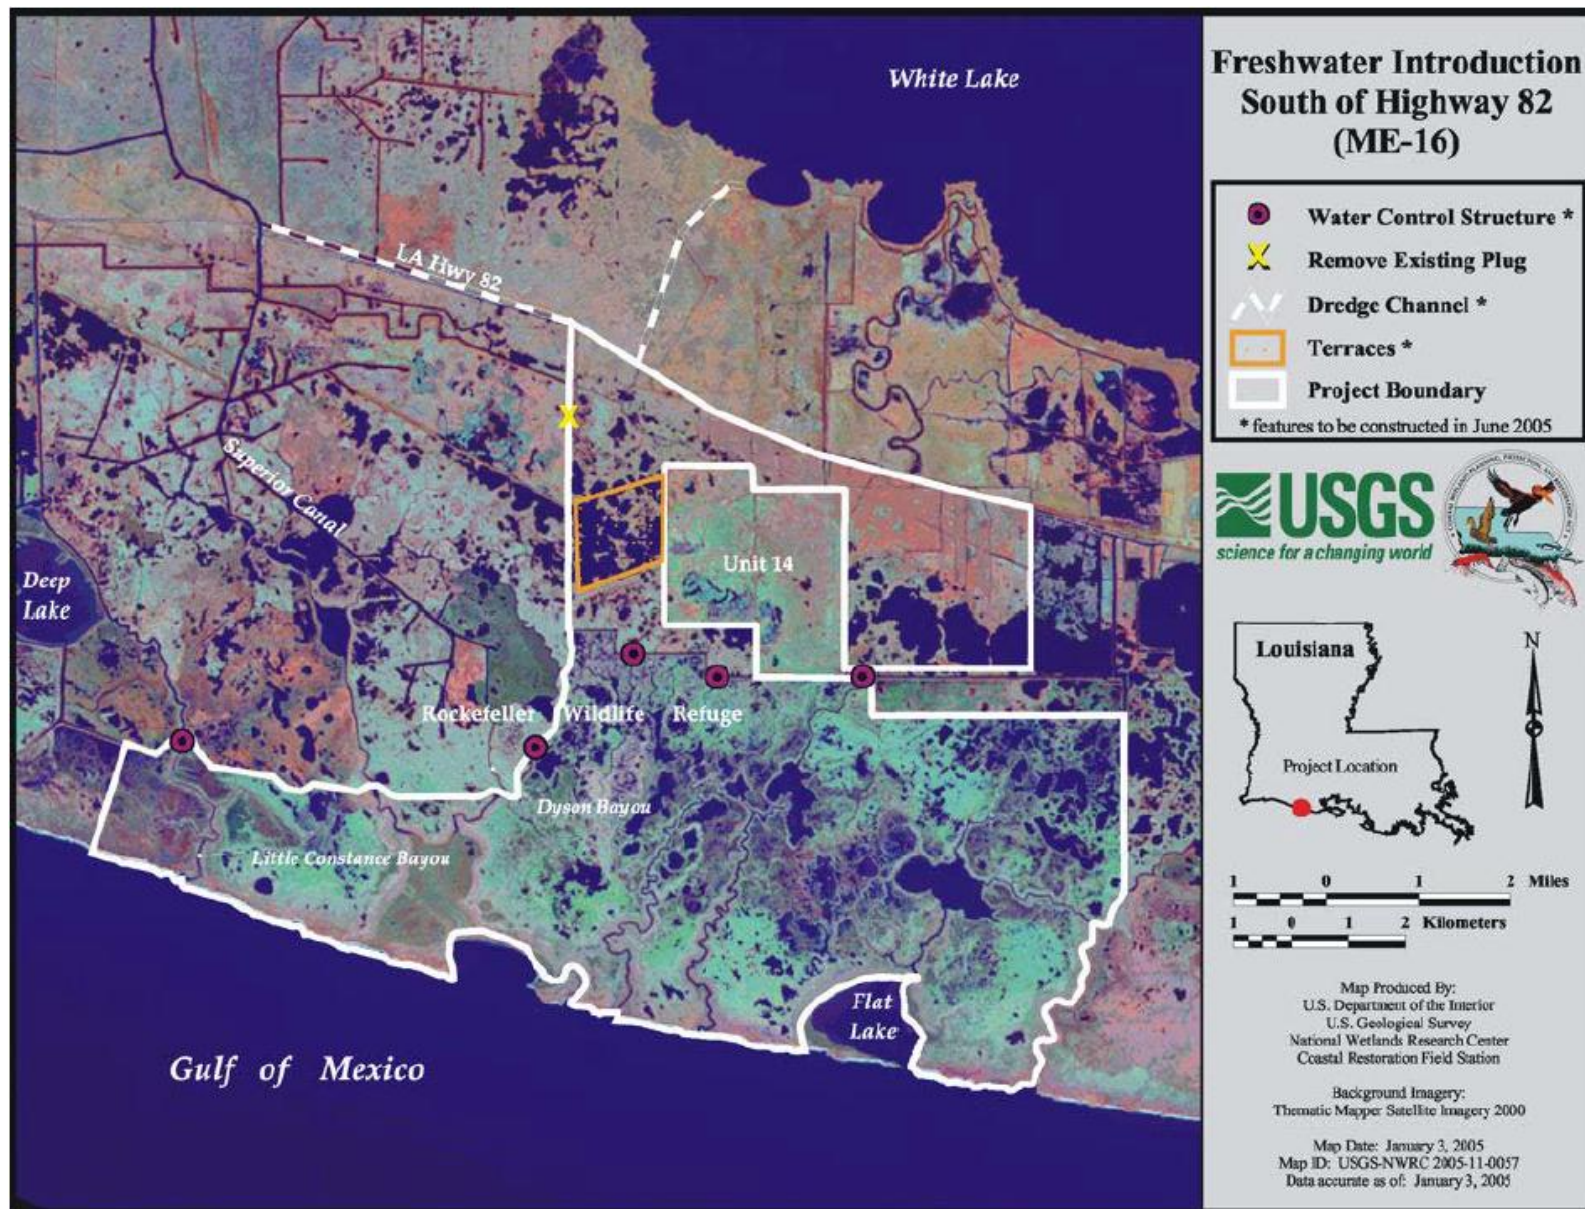 White Lake
LA Hwy 82
Superior Canal
Deep
Lake
Unit 14
Rockefeller Wildlife Refuge
Dyson Bayou
Little Constance Bayou
Flat
Lake
Gulf of Mexico
Freshwater Introduction
South of Highway 82
(ME-16)
Water Control Structure *
X Remove Existing Plug
Dredge Channel *
Terraces *
Project Boundary
* features to be constructed in June 2005
USGS
science for a changing world
Louisiana
N
Project Location
1 0 1 2 Miles
1 0 1 2 Kilometers
Map Produced By:
U.S. Department of the Interior
U.S. Geological Survey
National Wetlands Research Center
Coastal Restoration Field Station
Background Imagery:
Thematic Mapper Satellite Imagery 2000
Map Date: January 3, 2005
Map ID: USGS-NWRC 2005-11-0057
Data accurate as of: January 3, 2005